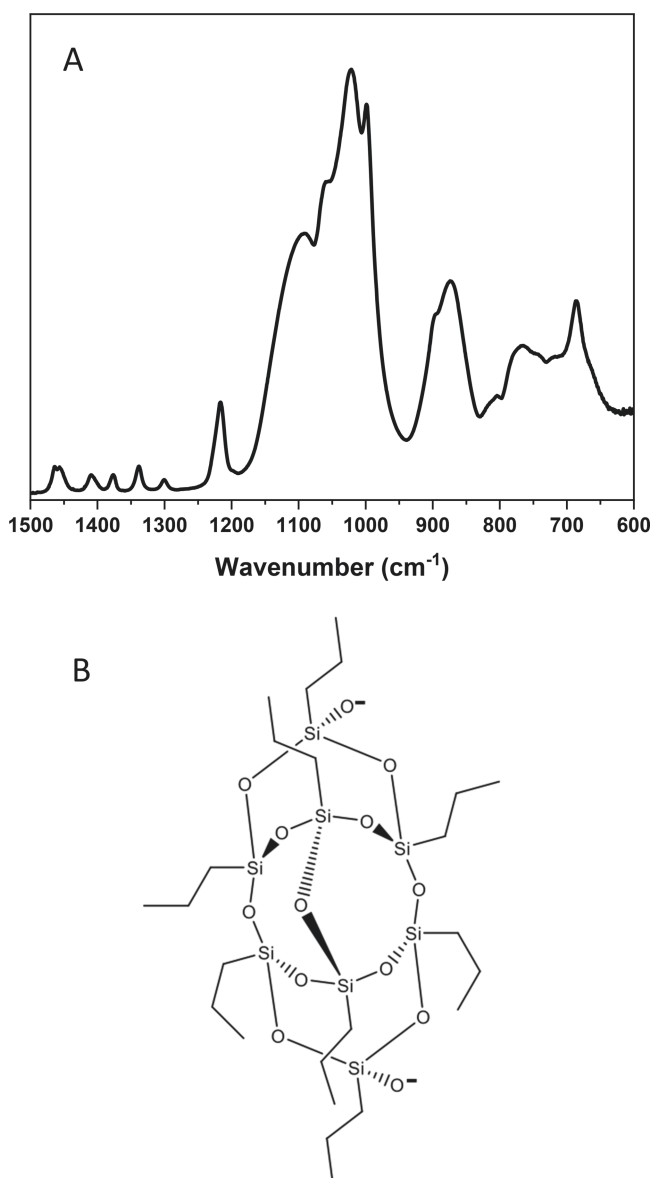 A
1500 1400 1300 1200 1100 1000 900 800 700 600
Wavenumber (cm⁻¹)
B
O⁻
Si
O
O
Si O
O
Si
Si
O
O
O
Si
Si
O
O Si
O
O
Si
O⁻